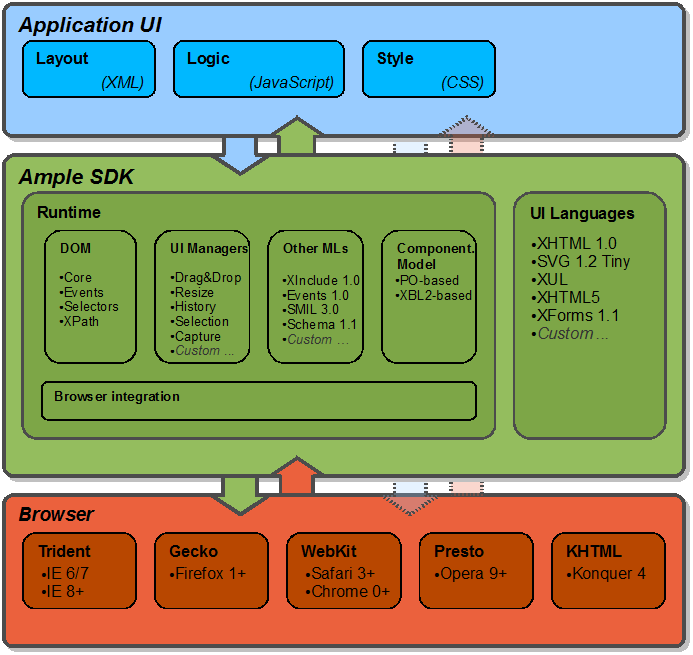 Application UI
Layout
(XML)
Logic
(JavaScript)
Style
(CSS)
Ample SDK
Runtime
DOM
•Core
•Events
•Selectors
•XPath
UI Managers
•Drag&Drop
•Resize
•History
•Selection
•Capture
•Custom ...
Other MLs
•XInclude 1.0
•Events 1.0
•SMIL 3.0
•Schema 1.1
•Custom ...
Component.
Model
•PO-based
•XBL2-based
Browser integration
UI Languages
•XHTML 1.0
•SVG 1.2 Tiny
•XUL
•XHTML5
•XForms 1.1
•Custom ...
Browser
Trident
•IE 6/7
•IE 8+
Gecko
•Firefox 1+
WebKit
•Safari 3+
•Chrome 0+
Presto
•Opera 9+
KHTML
•Konquer 4